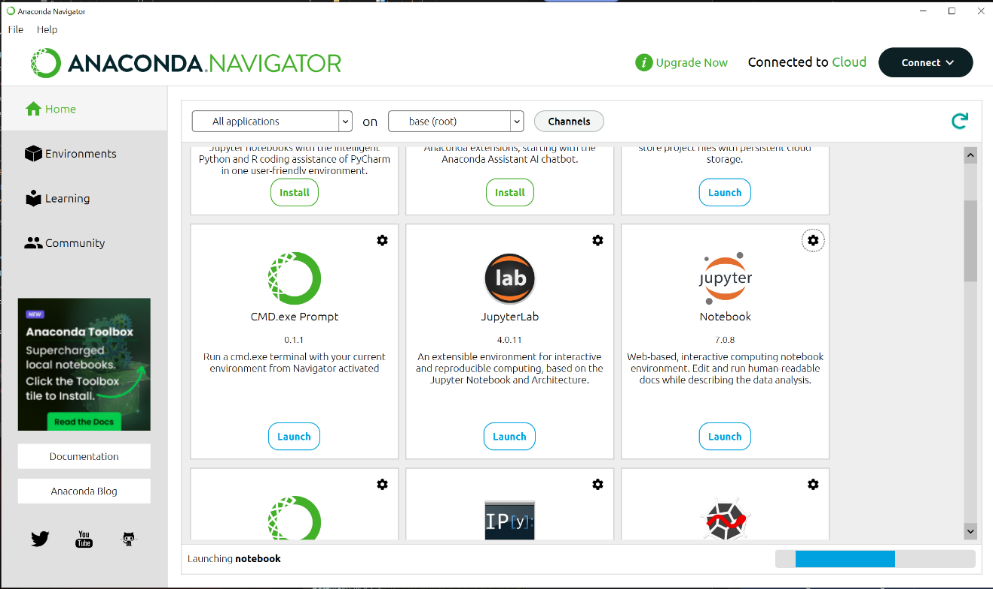 Anaconda Navigator
File Help
ANACONDA.NAVIGATOR
Upgrade Now
Connected to Cloud
Connect
Home
Environments
Learning
Community
All applications
on
base (root)
Channels
Jupyter notebooks with the intelligent
Python and R coding assistance of PyCharm
in one user-friendly environment.
Install
Anaconda extensions, starting with the
Anaconda Assistant AI chatbot.
Install
store project files with persistent cloud
storage.
Launch
CMD.exe Prompt
0.1.1
Run a cmd.exe terminal with your current
environment from Navigator activated
Launch
lab
JupyterLab
4.0.11
An extensible environment for interactive
and reproducible computing, based on the
Jupyter Notebook and Architecture.
Launch
jupyter
Notebook
7.0.8
Web-based, interactive computing notebook
environment. Edit and run human-readable
docs while describing the data analysis.
Launch
IP[y]:
NEW
Anaconda Toolbox
Supercharged
local notebooks.
Click the Toolbox
tile to Install.
Read the Docs
Documentation
Anaconda Blog
You
Tube
Launching notebook